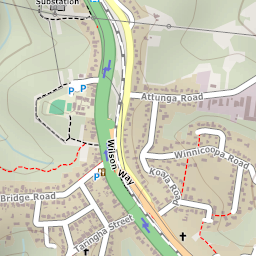 Substation
P P
Attunga Road
Wilson Way
Winnicoopa Road
Koala Road
P
Bridge Road
Taringha Street